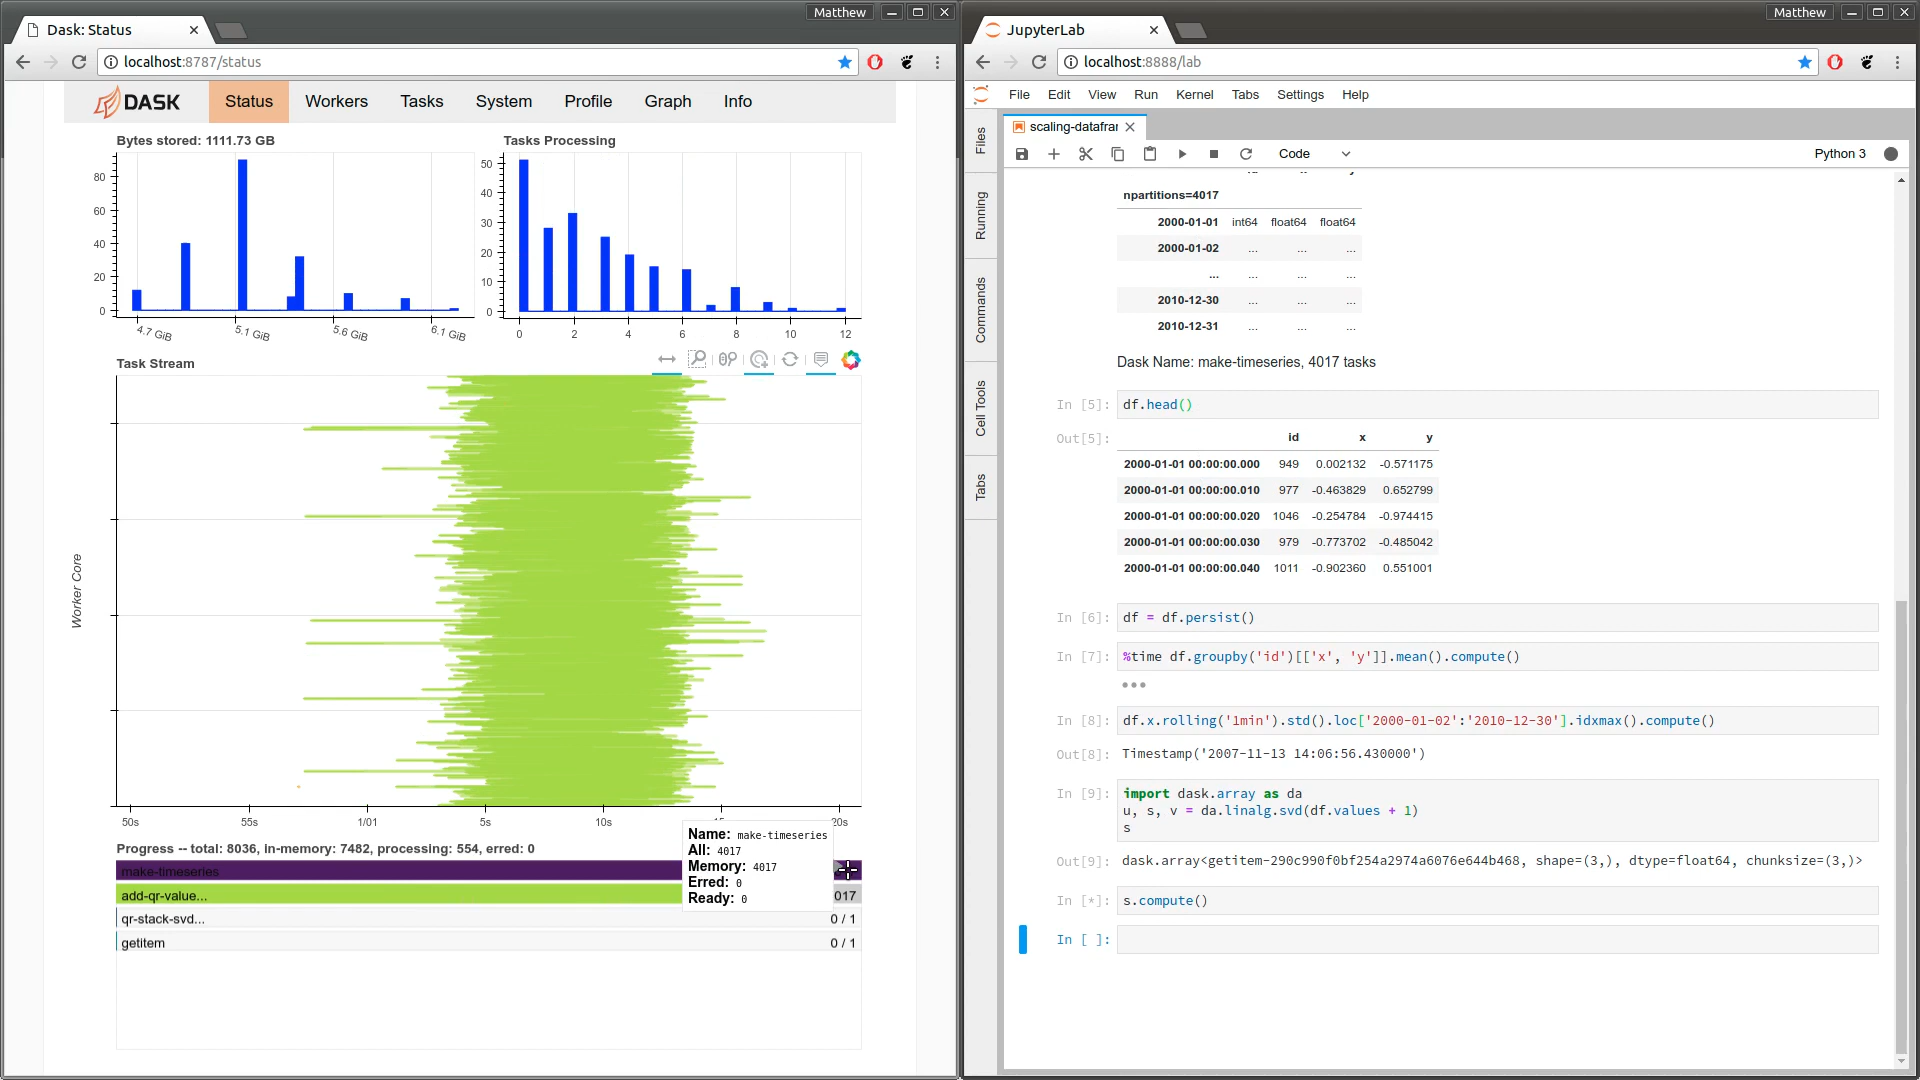 Matthew
Dask: Status
localhost:8787/status
DASK Status Workers Tasks System Profile Graph Info
Bytes stored: 1111.73 GB
80
60
40
20
0
4.7 GiB 5.1 GiB 5.6 GiB 6.1 GiB
Tasks Processing
50
40
30
20
10
0
0 2 4 6 8 10 12
Task Stream
Worker Core
50s 55s 1/01 5s 10s 20s
Progress -- total: 8036, in-memory: 7482, processing: 554, erred: 0
make-timeseries
add-qr-value... 017
qr-stack-svd... 0 / 1
getitem 0 / 1
Name: make-timeseries
All: 4017
Memory: 4017
Erred: 0
Ready: 0
Matthew
JupyterLab
localhost:8888/lab
File Edit View Run Kernel Tabs Settings Help
Files
Running
Commands
Cell Tools
Tabs
scaling-datafrar
Code Python 3
npartitions=4017
2000-01-01 int64 float64 float64
2000-01-02 ... ... ...
... ... ... ...
2010-12-30 ... ... ...
2010-12-31 ... ... ...
Dask Name: make-timeseries, 4017 tasks
In [5]: df.head()
Out[5]: id x y
2000-01-01 00:00:00.000 949 0.002132 -0.571175
2000-01-01 00:00:00.010 977 -0.463829 0.652799
2000-01-01 00:00:00.020 1046 -0.254784 -0.974415
2000-01-01 00:00:00.030 979 -0.773702 -0.485042
2000-01-01 00:00:00.040 1011 -0.902360 0.551001
In [6]: df = df.persist()
In [7]: %time df.groupby('id')[['x', 'y']].mean().compute()
In [8]: df.x.rolling('1min').std().loc['2000-01-02':'2010-12-30'].idxmax().compute()
Out[8]: Timestamp('2007-11-13 14:06:56.430000')
In [9]: import dask.array as da
u, s, v = da.linalg.svd(df.values + 1)
s
Out[9]: dask.array<getitem-290c990f0bf254a2974a6076e644b468, shape=(3,), dtype=float64, chunksize=(3,)>
In [*]: s.compute()
In [ ]: